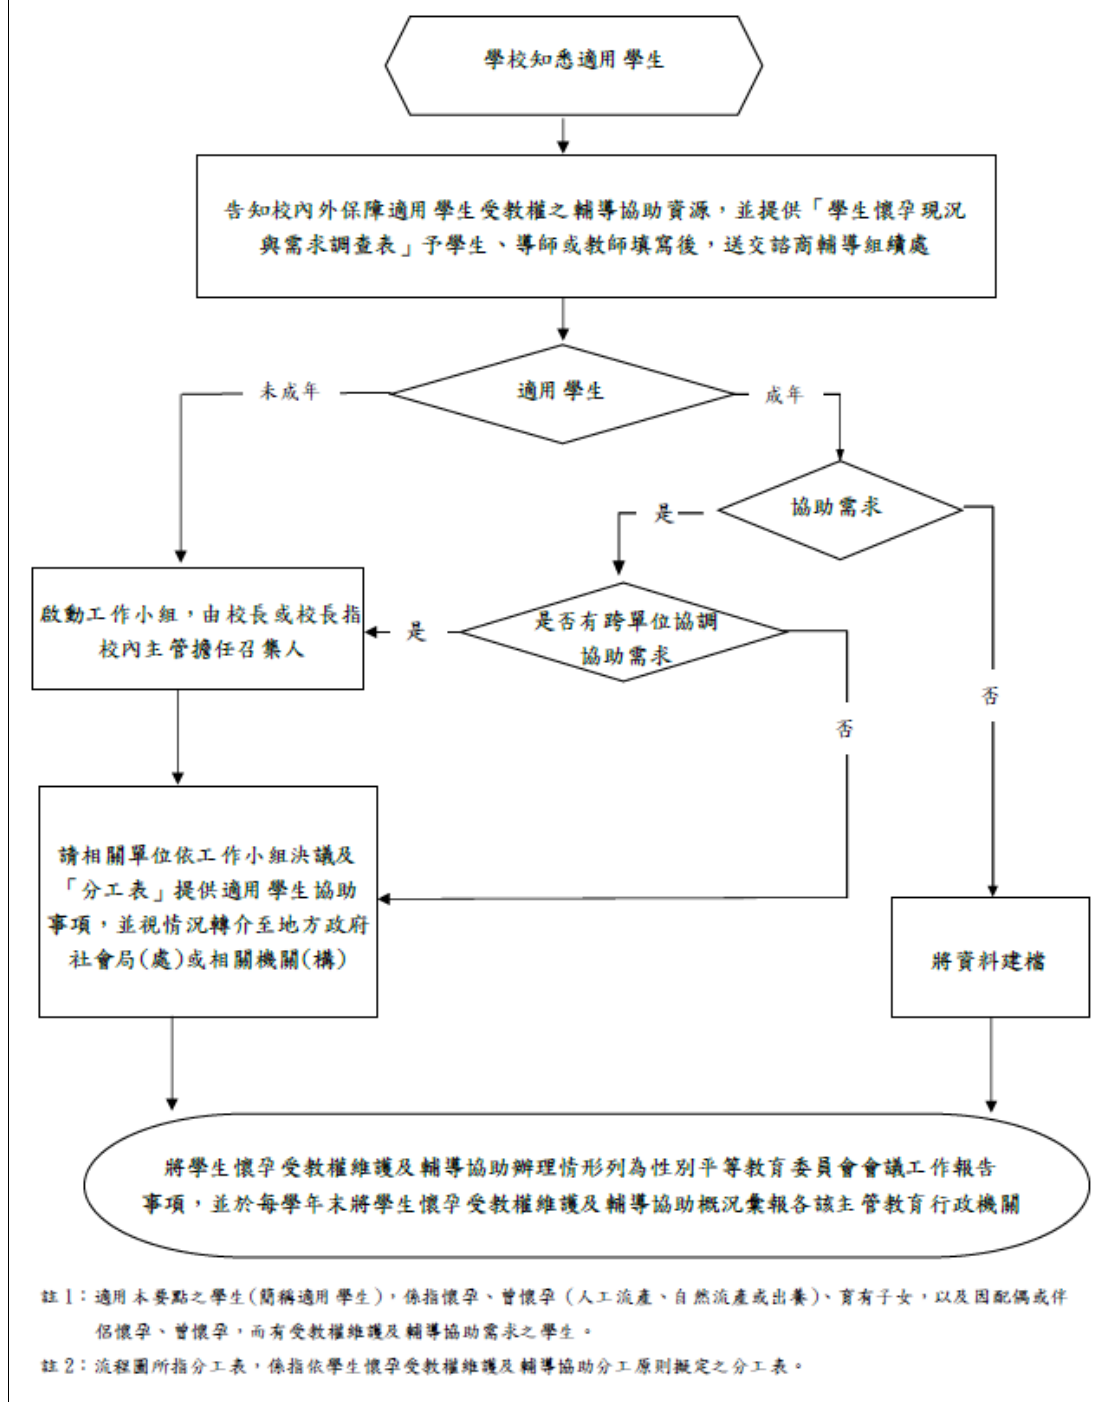 學校知悉適用學生
告知校內外保障適用學生受教權之輔導協助資源，並提供「學生懷孕現況
與需求調查表」予學生、導師或教師填寫後，送交諮商輔導組續處
適用學生
未成年
成年
協助需求
是
是否有跨單位協調
協助需求
是
啟動工作小組，由校長或校長指
校內主管擔任召集人
否
否
請相關單位依工作小組決議及
「分工表」提供適用學生協助
事項，並視情況轉介至地方政府
社會局(處)或相關機關(構)
將資料建檔
將學生懷孕受教權維護及輔導協助辦理情形列為性別平等教育委員會會議工作報告
事項，並於每學年末將學生懷孕受教權維護及輔導協助概況彙報各該主管教育行政機關
註 1：適用本要點之學生(簡稱適用學生)，係指懷孕、曾懷孕（人工流產、自然流產或出養）、育有子女，以及因配偶或伴
侶懷孕、曾懷孕，而有受教權維護及輔導協助需求之學生。
註 2：流程圖所指分工表，係指依學生懷孕受教權維護及輔導協助分工原則擬定之分工表。